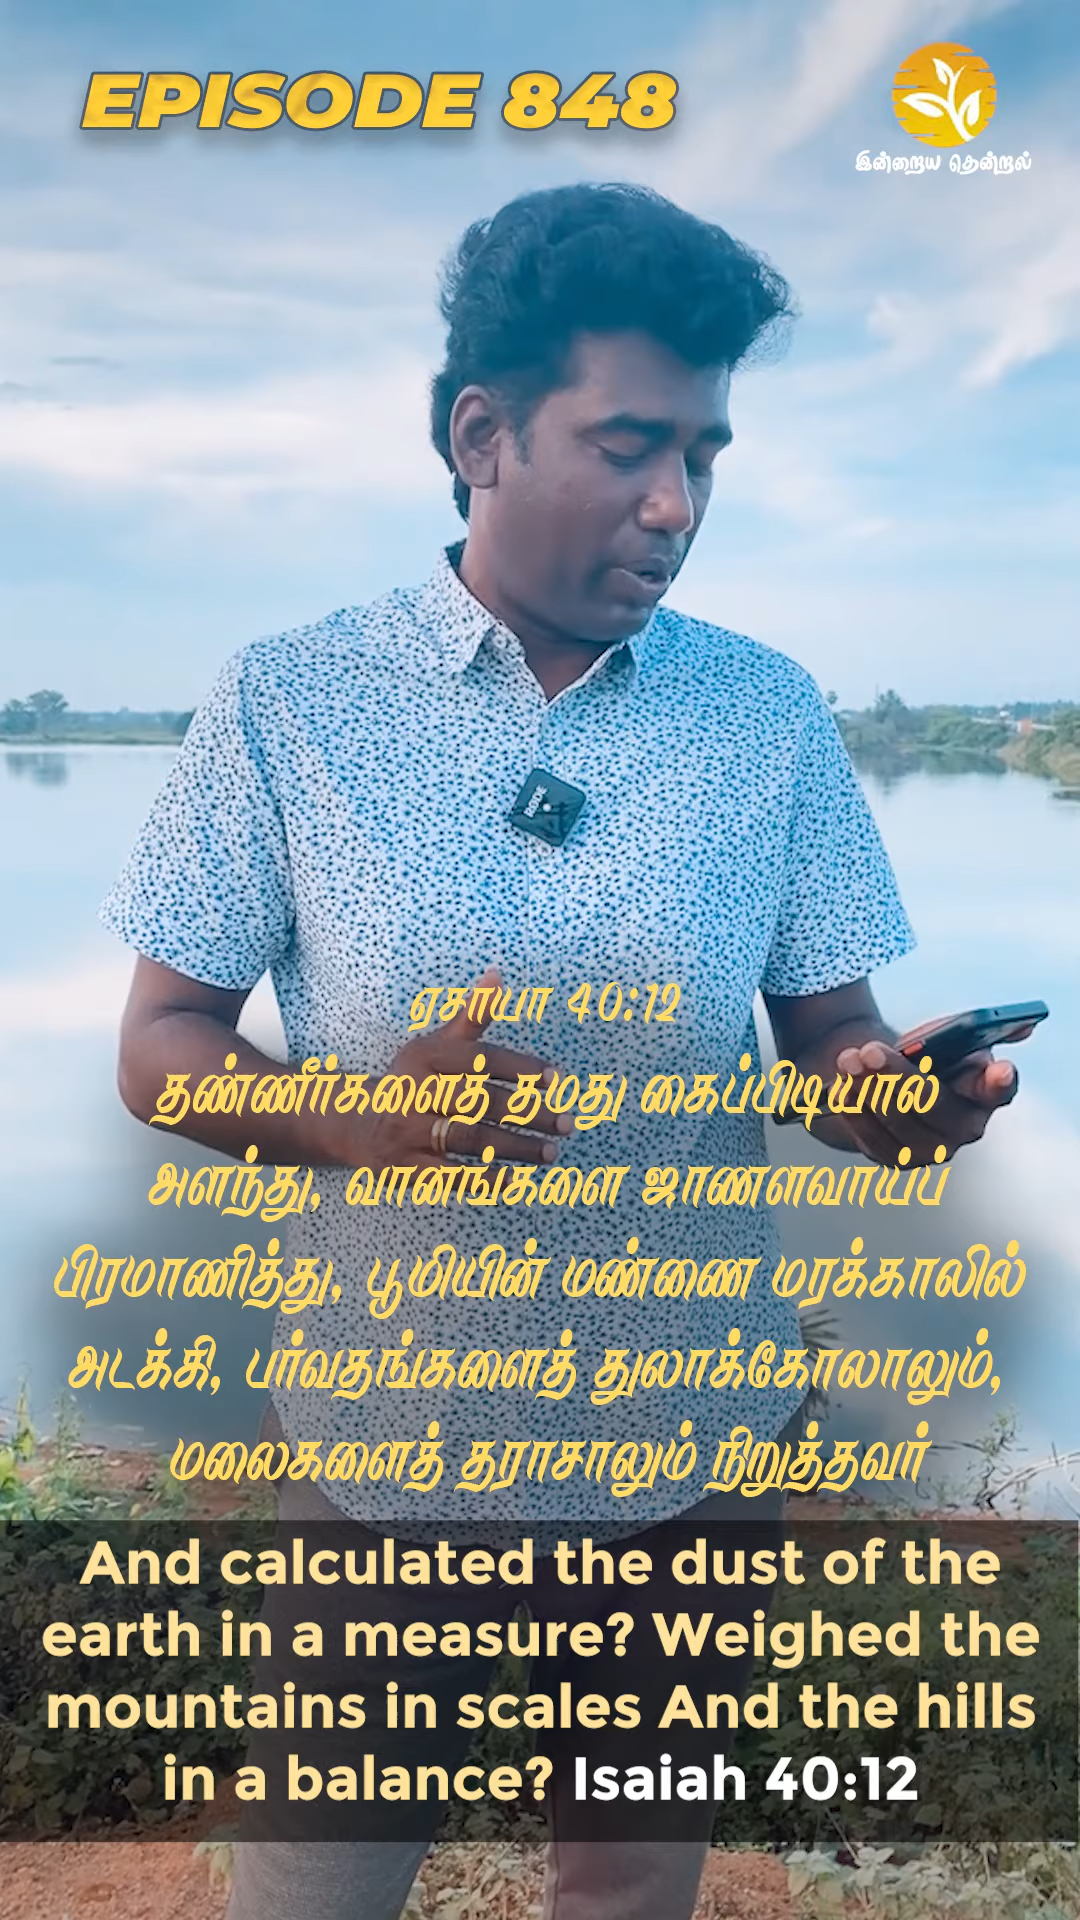 EPISODE 848
இன்றைய தென்றல்
RODE
ஏசாயா 40:12
தண்ணீர்களைத் தமது கைப்பிடியால்
அளந்து, வானங்களை ஜாணளவாய்ப்
பிரமாணித்து, பூமியின் மண்ணை மரக்காலில்
அடக்கி, பர்வதங்களைத் துலாக்கோலாலும்,
மலைகளைத் தராசாலும் நிறுத்தவர்
And calculated the dust of the
earth in a measure? Weighed the
mountains in scales And the hills
in a balance? Isaiah 40:12